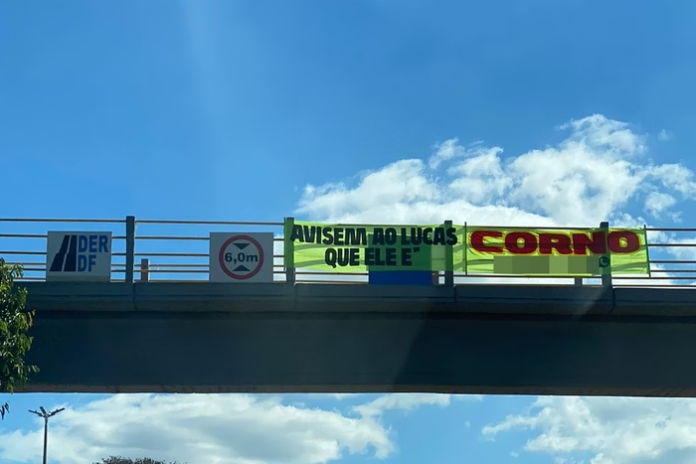 DER
DF
6,0m
AVISEM AO LUCAS
QUE ELE E"
CORNO